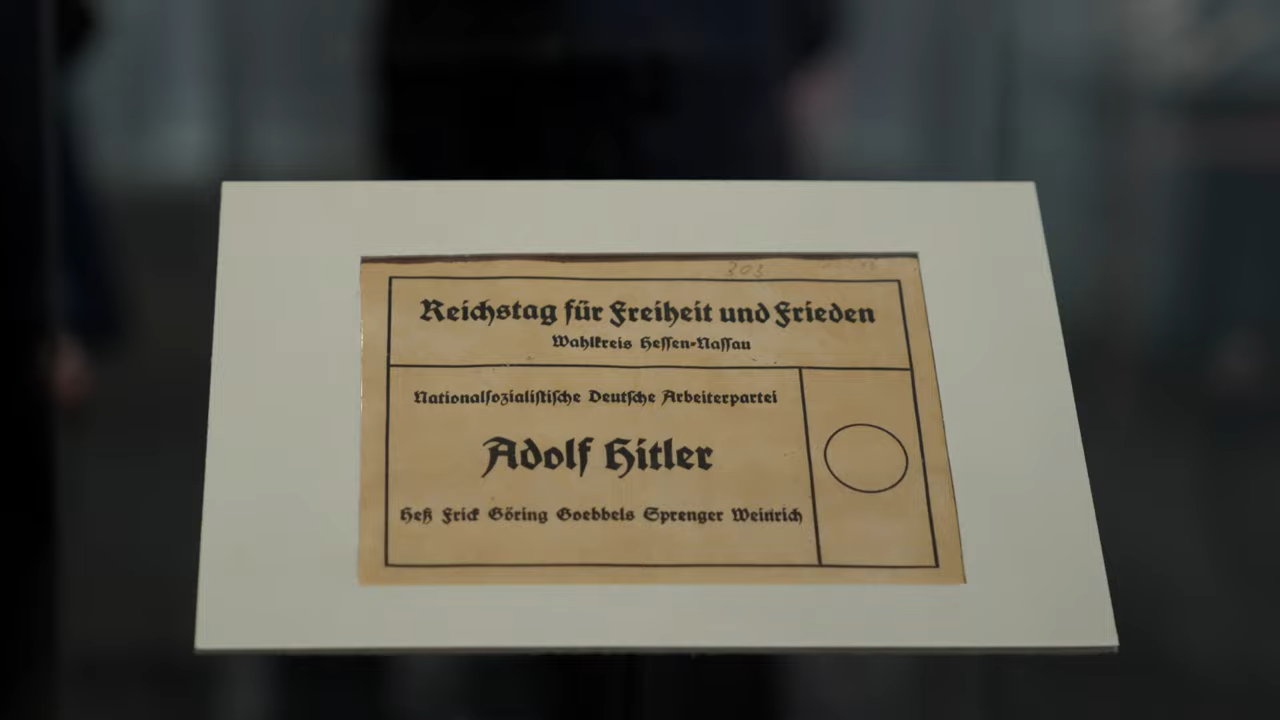 303
Reichstag für Freiheit und Frieden
Wahlkreis Hessen-Nassau
Nationalsozialistische Deutsche Arbeiterpartei
Adolf Hitler
Heß Frick Göring Goebbels Sprenger Weinrich